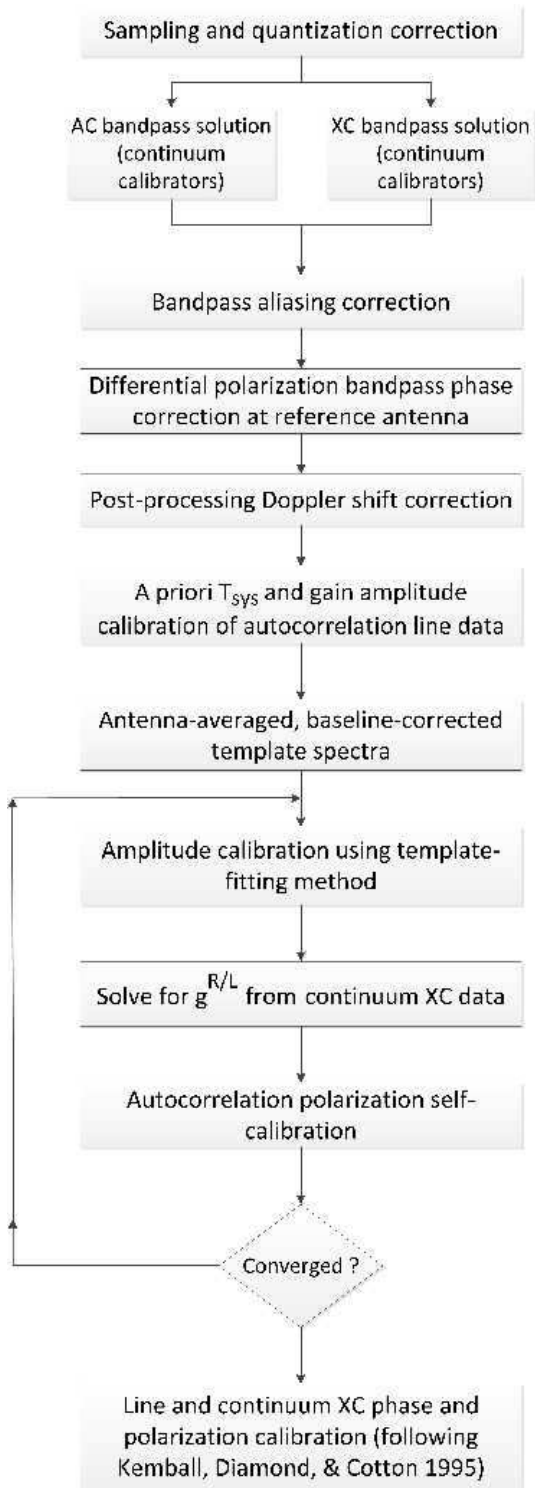 Sampling and quantization correction
AC bandpass solution
(continuum
calibrators)
XC bandpass solution
(continuum
calibrators)
Bandpass aliasing correction
Differential polarization bandpass phase
correction at reference antenna
Post-processing Doppler shift correction
A priori Tsys and gain amplitude
calibration of autocorrelation line data
Antenna-averaged, baseline-corrected
template spectra
Amplitude calibration using template-
fitting method
Solve for g^R/L from continuum XC data
Autocorrelation polarization self-
calibration
Converged ?
Line and continuum XC phase and
polarization calibration (following
Kemball, Diamond, & Cotton 1995)